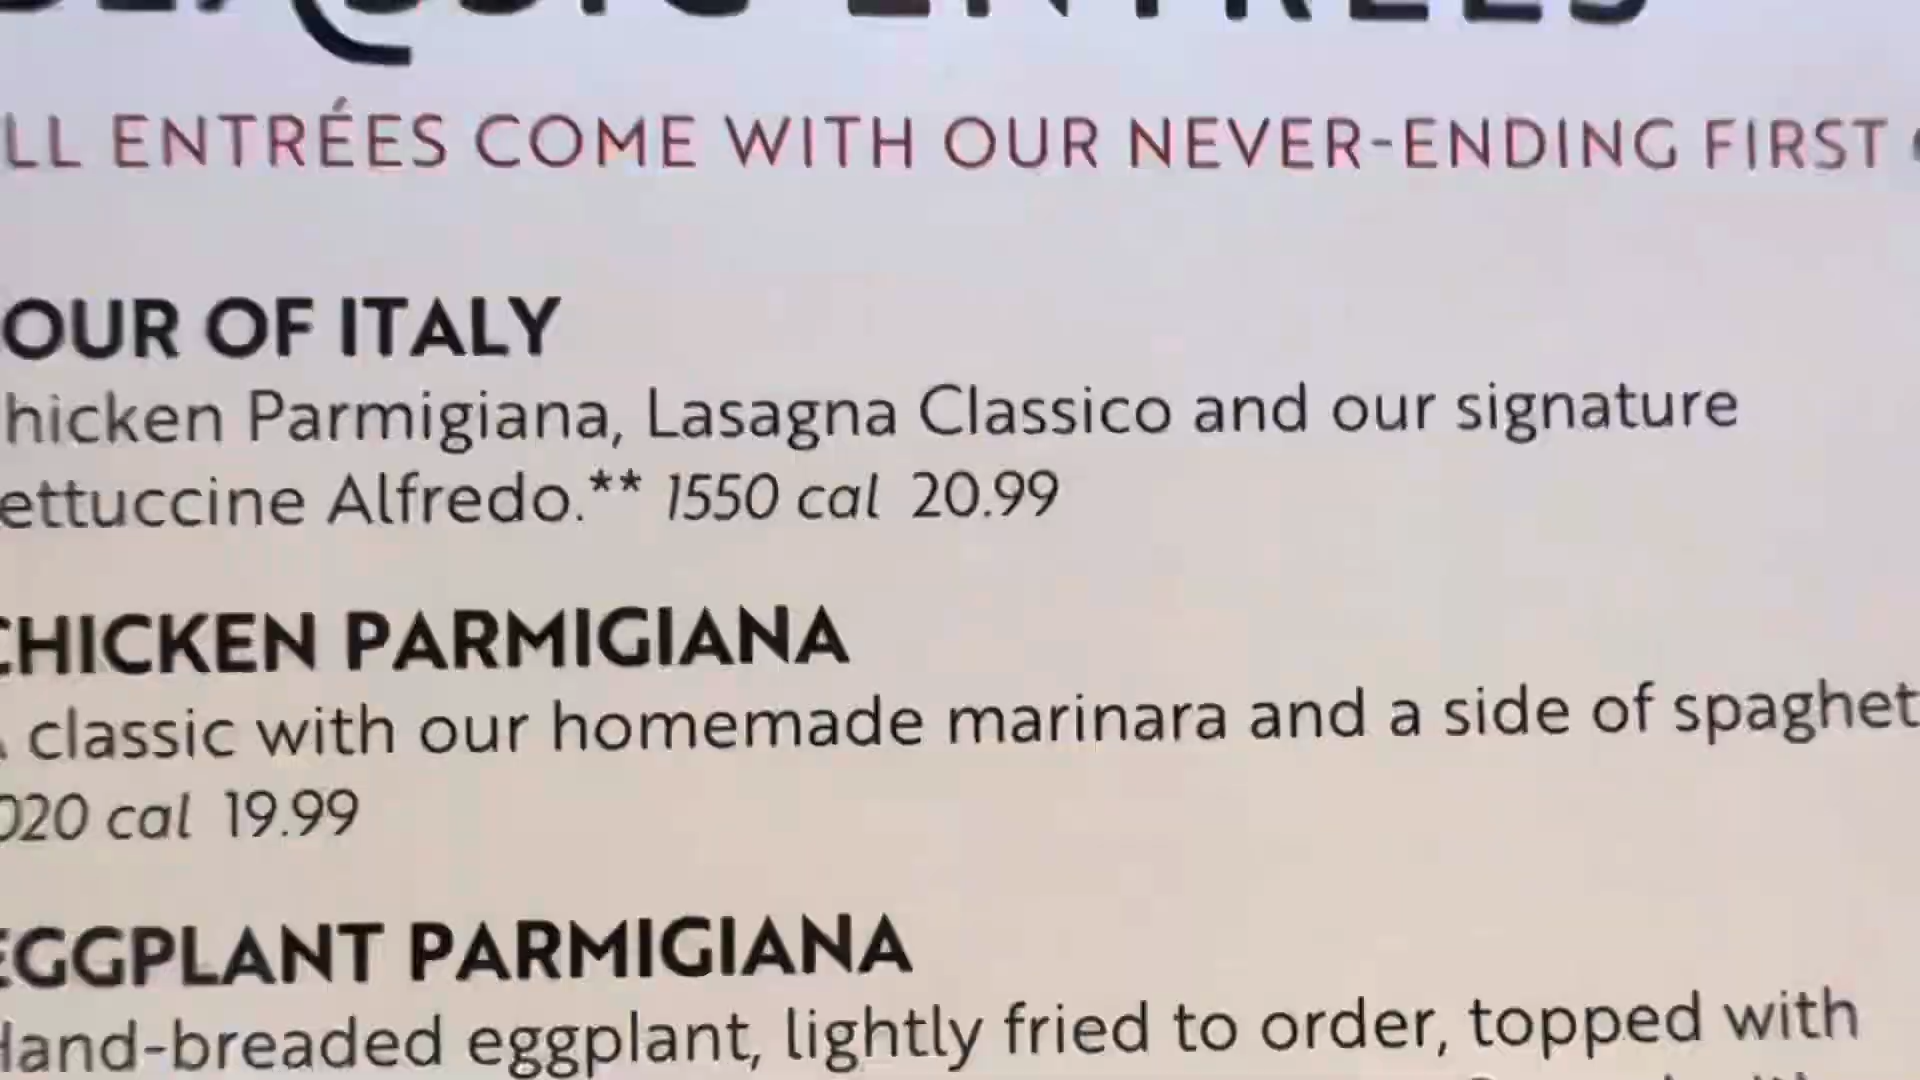 CLASSIC ENTRÉES
LL ENTRÉES COME WITH OUR NEVER-ENDING FIRST
OUR OF ITALY
hicken Parmigiana, Lasagna Classico and our signature
ettuccine Alfredo.** 1550 cal 20.99
CHICKEN PARMIGIANA
A classic with our homemade marinara and a side of spaghet
020 cal 19.99
EGGPLANT PARMIGIANA
Hand-breaded eggplant, lightly fried to order, topped with